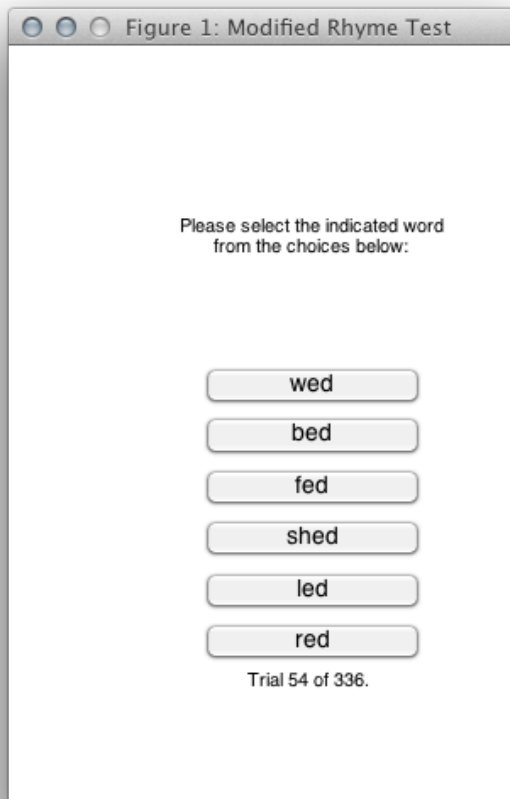 Figure 1: Modified Rhyme Test
Please select the indicated word
from the choices below:
wed
bed
fed
shed
led
red
Trial 54 of 336.